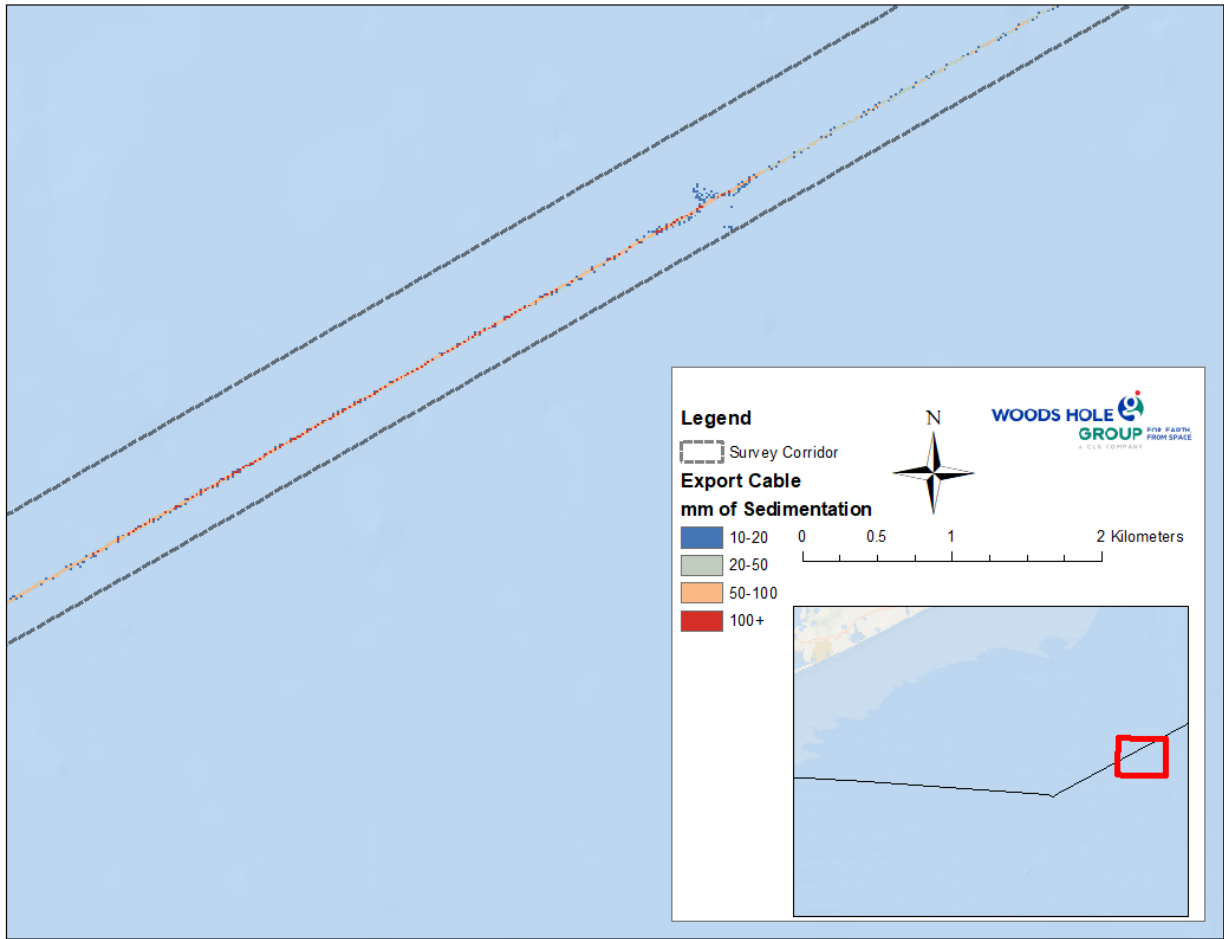 Legend
Survey Corridor
Export Cable
mm of Sedimentation
10-20
20-50
50-100
100+
N
WOODS HOLE
GROUP
FOR EARTH,
FROM SPACE
A CLS COMPANY
0 0.5 1 2 Kilometers